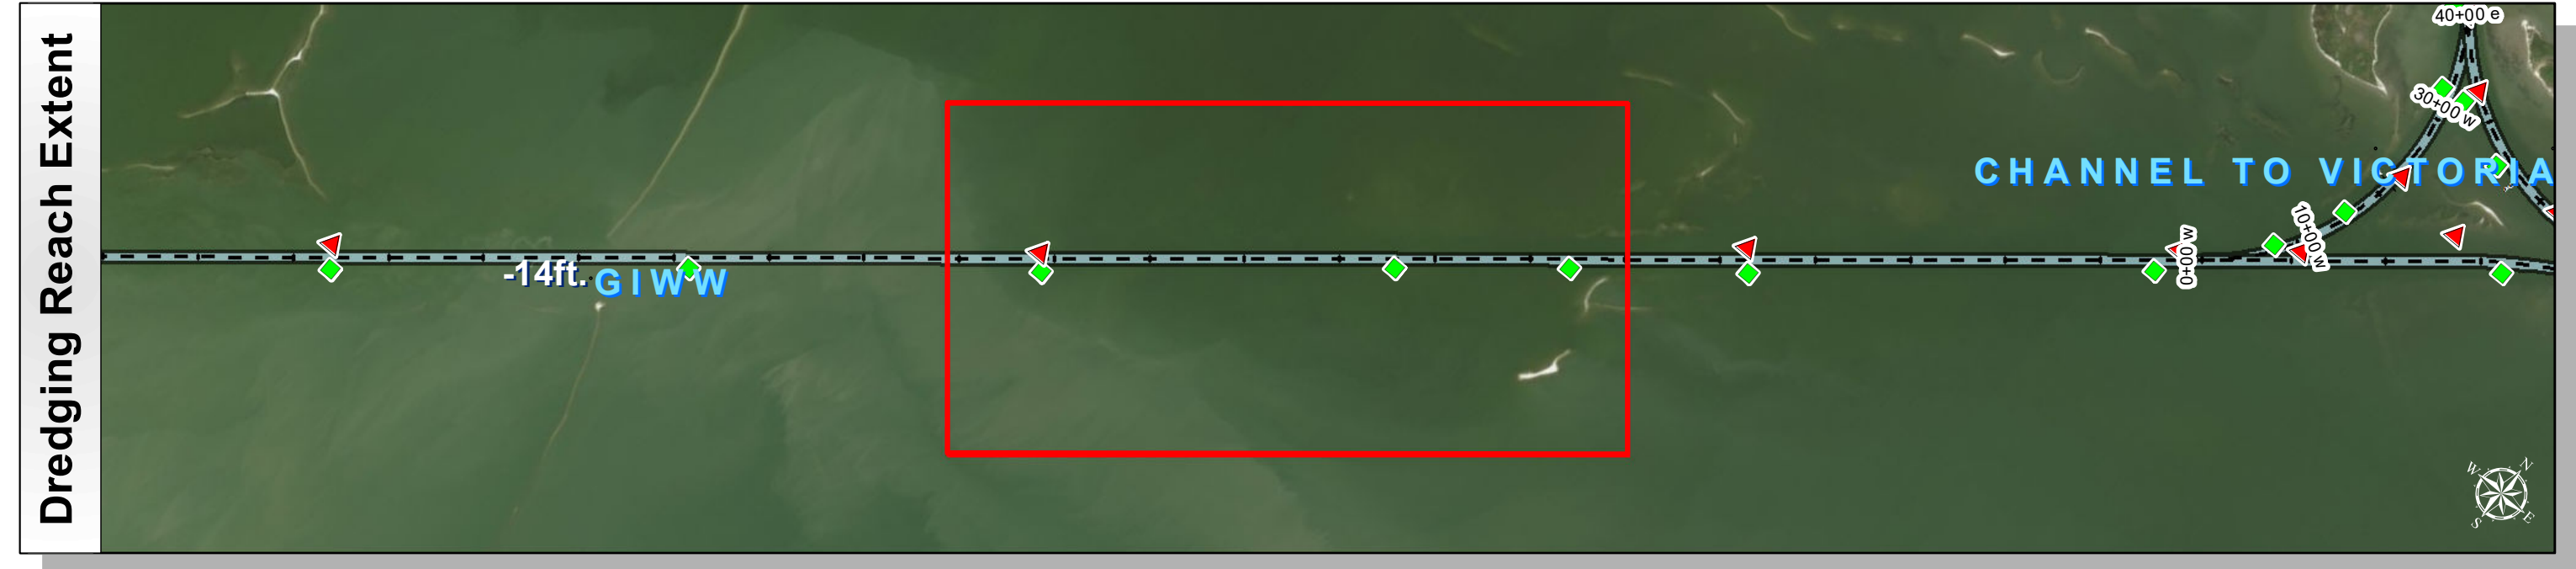 Dredging Reach Extent
40+00 e
30+00 w
CHANNEL TO VICTORIA
10+00 w
0+00 w
-14ft.
GIWW
N
W
S
E